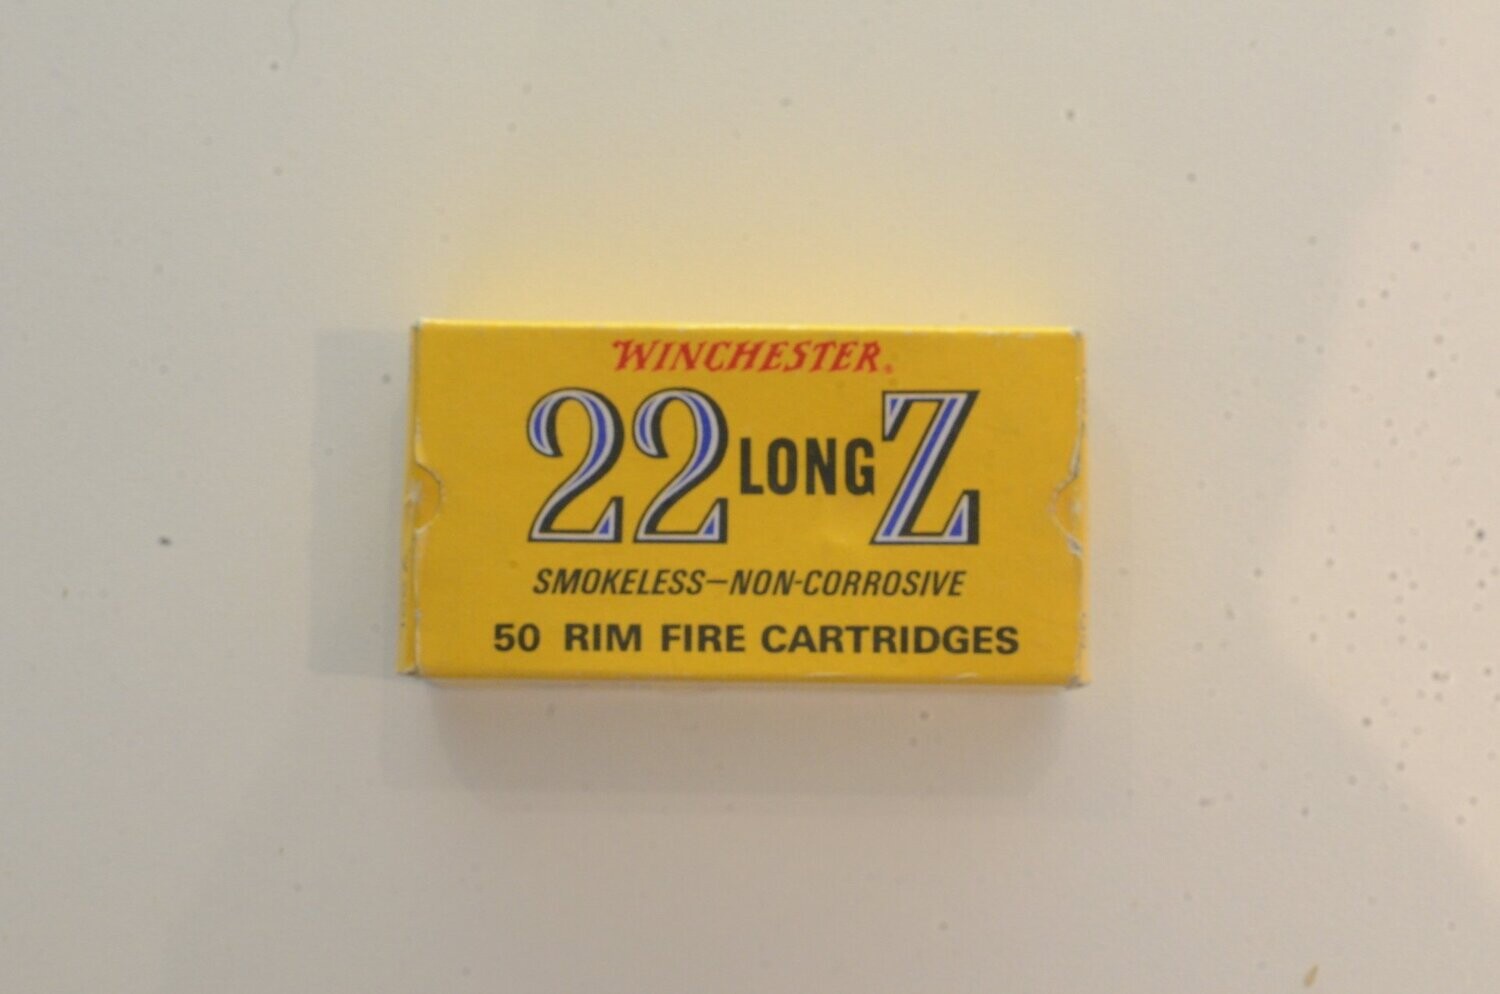 WINCHESTER®
22 LONG Z
SMOKELESS–NON-CORROSIVE
50 RIM FIRE CARTRIDGES